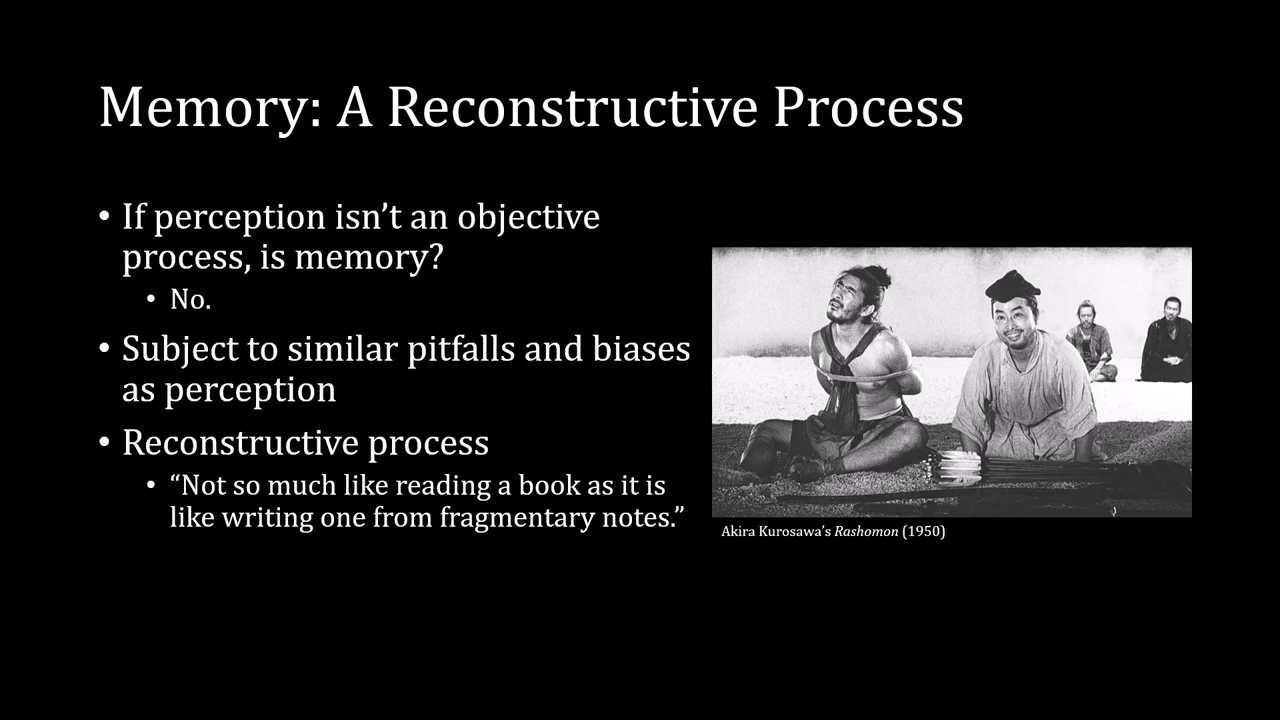 Memory: A Reconstructive Process
• If perception isn’t an objective
process, is memory?
• No.
• Subject to similar pitfalls and biases
as perception
• Reconstructive process
• “Not so much like reading a book as it is
like writing one from fragmentary notes.”
Akira Kurosawa’s Rashomon (1950)